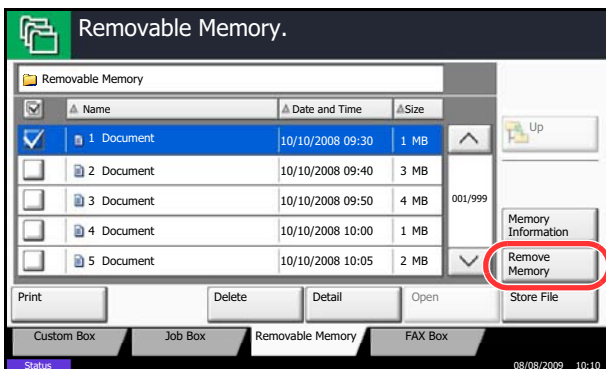 Removable Memory.
Removable Memory
Name Date and Time Size
1 Document 10/10/2008 09:30 1 MB
Up
2 Document 10/10/2008 09:40 3 MB
3 Document 10/10/2008 09:50 4 MB
001/999
4 Document 10/10/2008 10:00 1 MB
Memory
Information
5 Document 10/10/2008 10:05 2 MB
Remove
Memory
Print Delete Detail Open Store File
Custom Box Job Box Removable Memory FAX Box
Status 08/08/2009 10:10